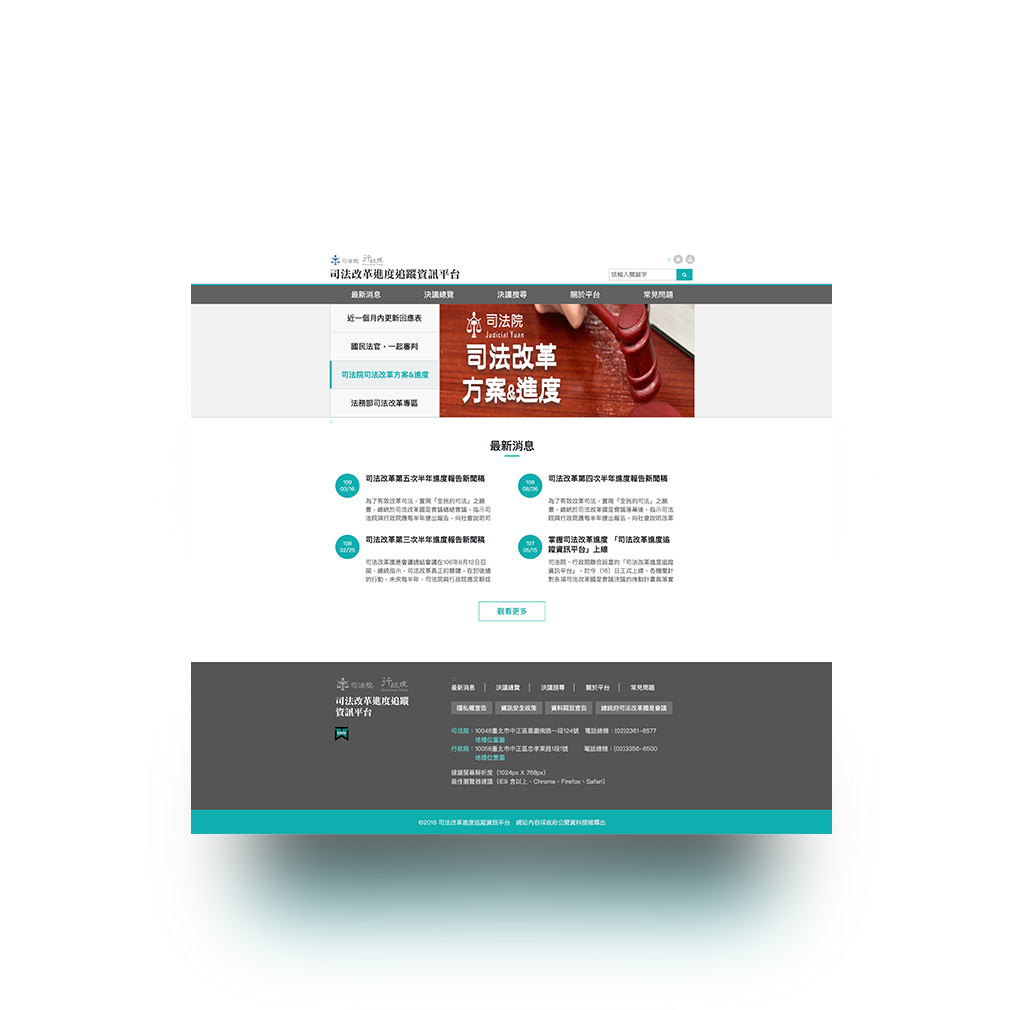 司法院 行政院
司法改革進度追蹤資訊平台
請輸入關鍵字
最新消息 決議總覽 決議搜尋 關於平台 常見問題
近一個月內更新回應表
國民法官,一起審判
司法院司法改革方案&進度
法務部司法改革專區
司法院
Judicial Yuan
司法改革
方案&進度
最新消息
109
03/16
司法改革第五次半年進度報告新聞稿
為了有效改革司法,實現「全民的司法」之願
景,總統於司法改革國是會議總結會議,指示司
法院與行政院應每半年提出報告,向社會說明司
108
08/26
司法改革第四次半年進度報告新聞稿
為了有效改革司法,實現「全民的司法」之願
景,總統於司法改革國是會議落幕後,指示司法
院與行政院應每半年提出報告,向社會說明改革
108
02/25
司法改革第三次半年進度報告新聞稿
司法改革國是會議總結會議在106年8月12日召
開,總統指示,司法改革真正的關鍵,在於後續
的行動,未來每半年,司法院與行政院應定期提
107
05/15
掌握司法改革進度 「司法改革進度追
蹤資訊平台」上線
司法院、行政院聯合設置的「司法改革進度追蹤
資訊平台」,於今(16)日正式上線,各機關針
對各項司法改革國是會議決議的推動計畫與落實
觀看更多
司法院 行政院
司法改革進度追蹤
資訊平台
最新消息 | 決議總覽 | 決議搜尋 | 關於平台 | 常見問題
隱私權宣告 資訊安全政策 資料開放宣告 總統府司法改革國是會議
司法院:10048臺北市中正區重慶南路一段124號 電話總機:(02)2361-8577
地理位置圖
行政院:10058臺北市中正區忠孝東路1段1號 電話總機:(02)3356-6500
地理位置圖
建議螢幕解析度(1024px X 768px)
最佳瀏覽器建議(IE9 含以上、Chrome、Firefox、Safari)
©2018 司法改革進度追蹤資訊平台 網站內容採政府公開資料授權釋出